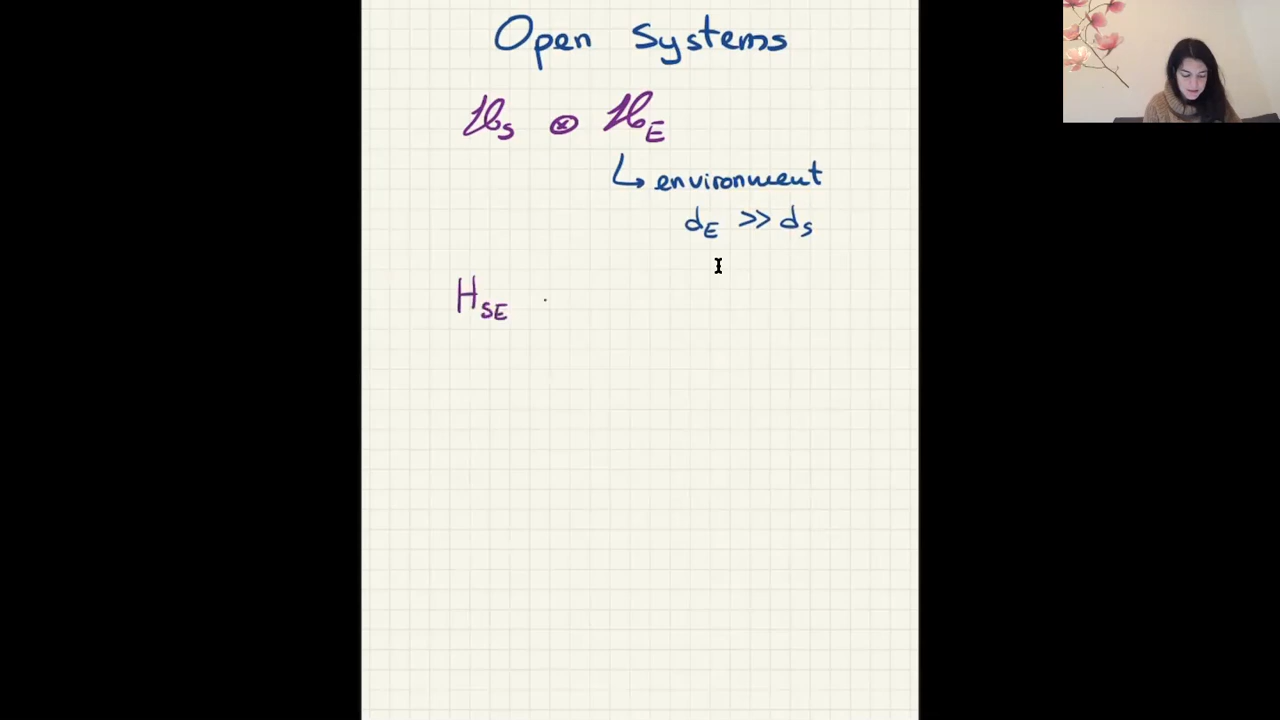 Open Systems
ℋ_S ⊗ ℋ_E
↳ environment
d_E >> d_S
H_SE